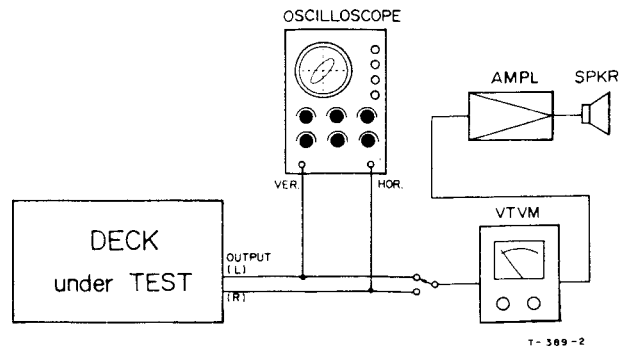 OSCILLOSCOPE
AMPL
SPKR
VER.
HOR.
VTVM
DECK
under TEST
OUTPUT
(L)
(R)
T-389-2